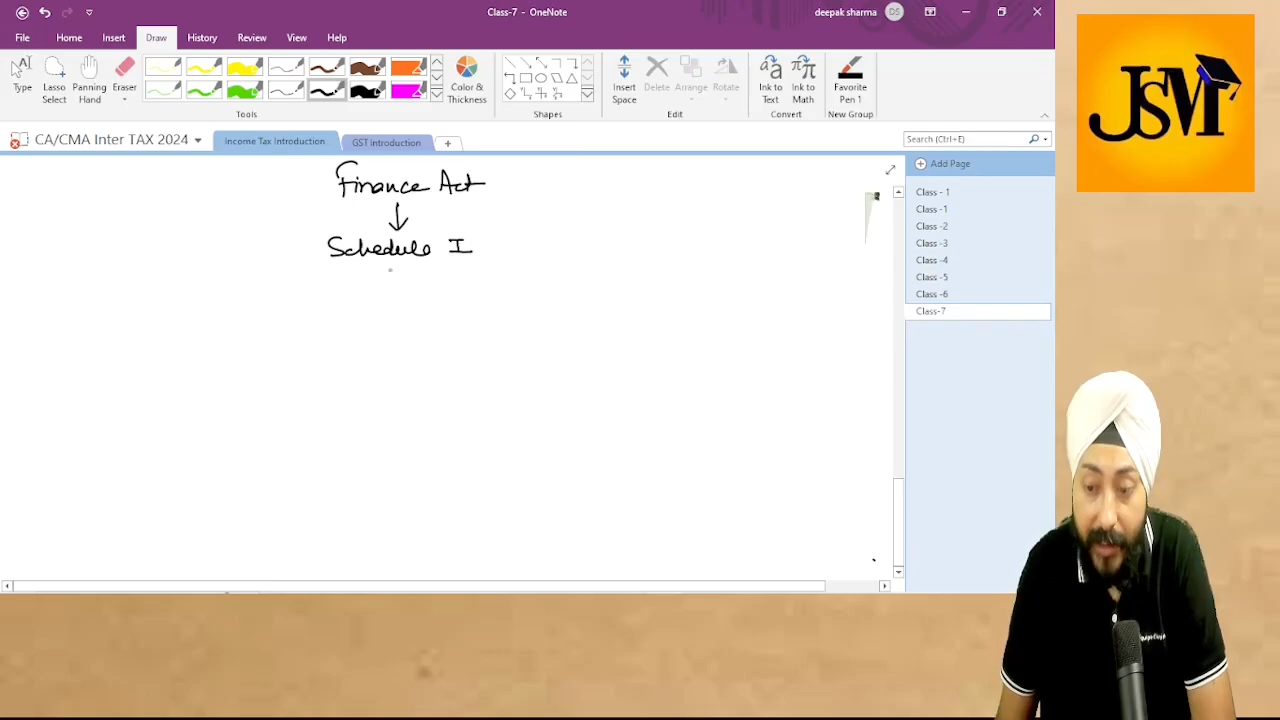 Class-7 - OneNote
deepak sharma DS
File Home Insert Draw History Review View Help
Type
Lasso Select
Panning Hand
Eraser
Color & Thickness
Insert Space
Delete
Arrange
Rotate
Ink to Text
Ink to Math
Favorite Pen 1
Tools Shapes Edit Convert New Group
CA/CMA Inter TAX 2024 Income Tax Introduction GST Introduction +
Search (Ctrl+E)
Add Page
Class - 1
Class -1
Class -2
Class -3
Class -4
Class -5
Class -6
Class-7
Finance Act
Schedule I
JSM